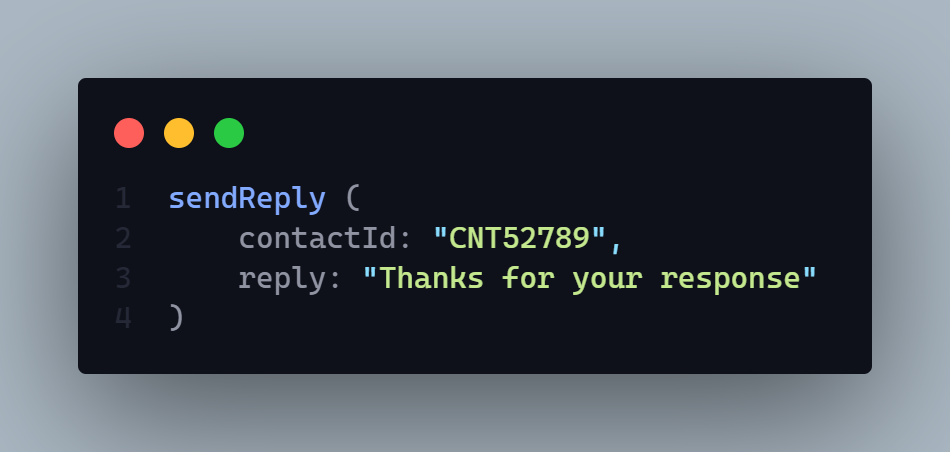 1 sendReply (
2     contactId: "CNT52789",
3     reply: "Thanks for your response"
4 )